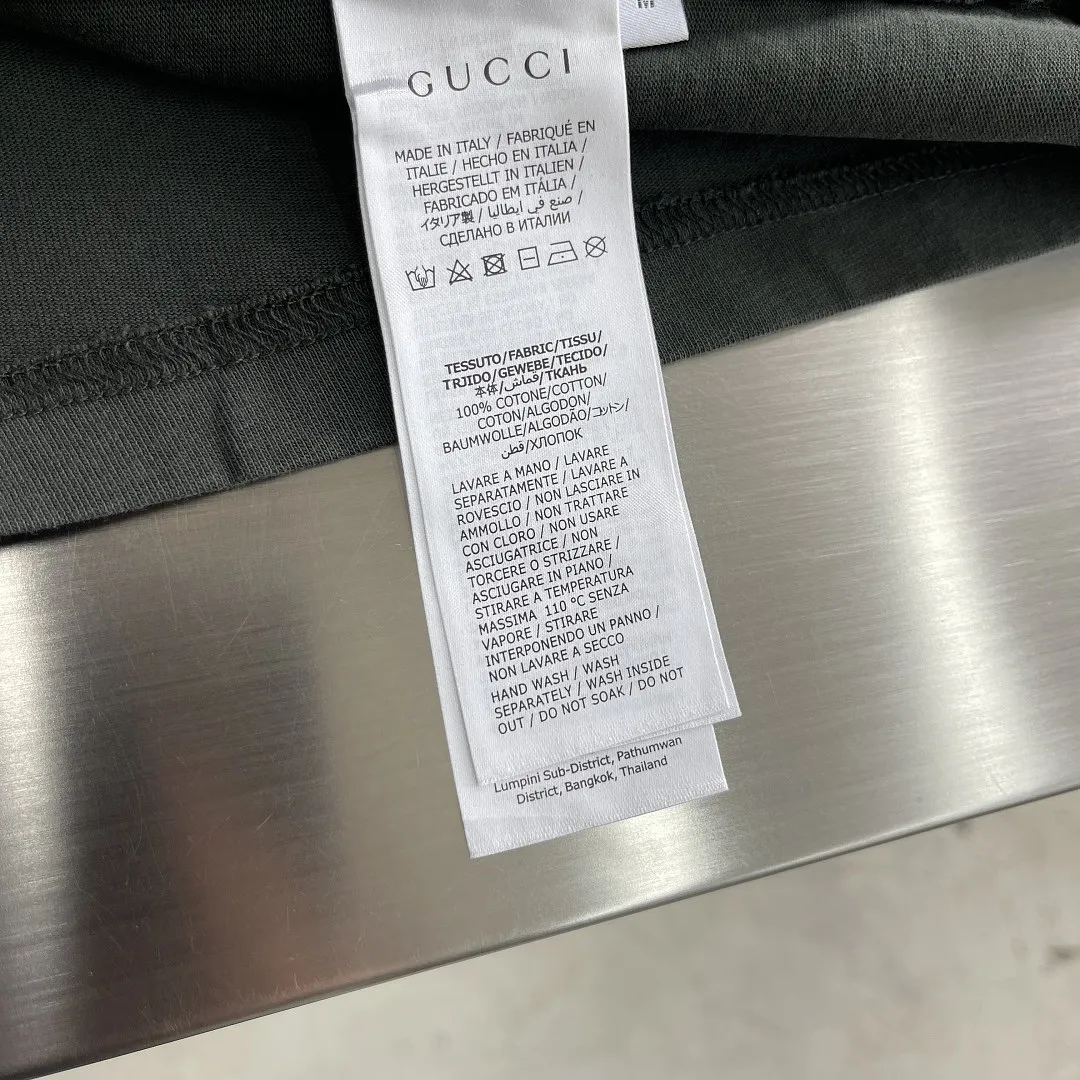 M
GUCCI
MADE IN ITALY / FABRIQUÉ EN
ITALIE / HECHO EN ITALIA /
HERGESTELLT IN ITALIEN /
FABRICADO EM ITÁLIA /
イタリア製 / صنع في ايطاليا /
СДЕЛАНО В ИТАЛИИ
TESSUTO/FABRIC/TISSU/
TRJIDO/GEWEBE/TECIDO/
本体/قماش/ТКАНЬ
100% COTONE/COTTON/
COTON/ALGODON/
BAUMWOLLE/ALGODÃO/コットン/
قطن/ХЛОПОК
LAVARE A MANO / LAVARE
SEPARATAMENTE / LAVARE A
ROVESCIO / NON LASCIARE IN
AMMOLLO / NON TRATTARE
CON CLORO / NON USARE
ASCIUGATRICE / NON
TORCERE O STRIZZARE /
ASCIUGARE IN PIANO /
STIRARE A TEMPERATURA
MASSIMA 110 °C SENZA
VAPORE / STIRARE
INTERPONENDO UN PANNO /
NON LAVARE A SECCO
HAND WASH / WASH
SEPARATELY / WASH INSIDE
OUT / DO NOT SOAK / DO NOT
Lumpini Sub-District, Pathumwan
District, Bangkok, Thailand